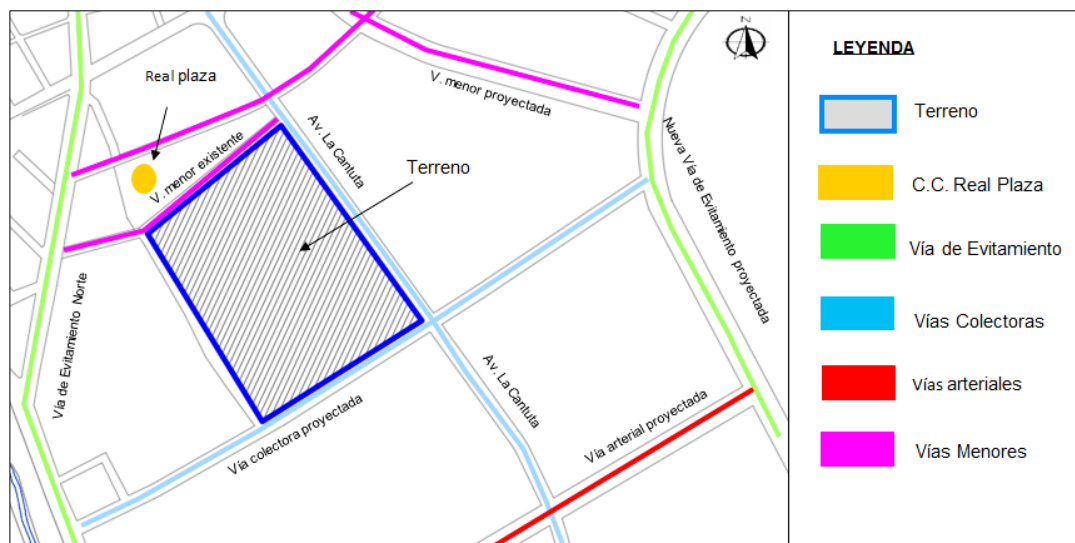 Real plaza
V. menor existente
Terreno
Av. La Cantuta
V. menor proyectada
Nueva Vía de Evitamiento proyectada
Vía de Evitamiento Norte
Vía colectora proyectada
Av. La Cantuta
Vía arterial proyectada
Z
LEYENDA
Terreno
C.C. Real Plaza
Vía de Evitamiento
Vías Colectoras
Vías arteriales
Vías Menores